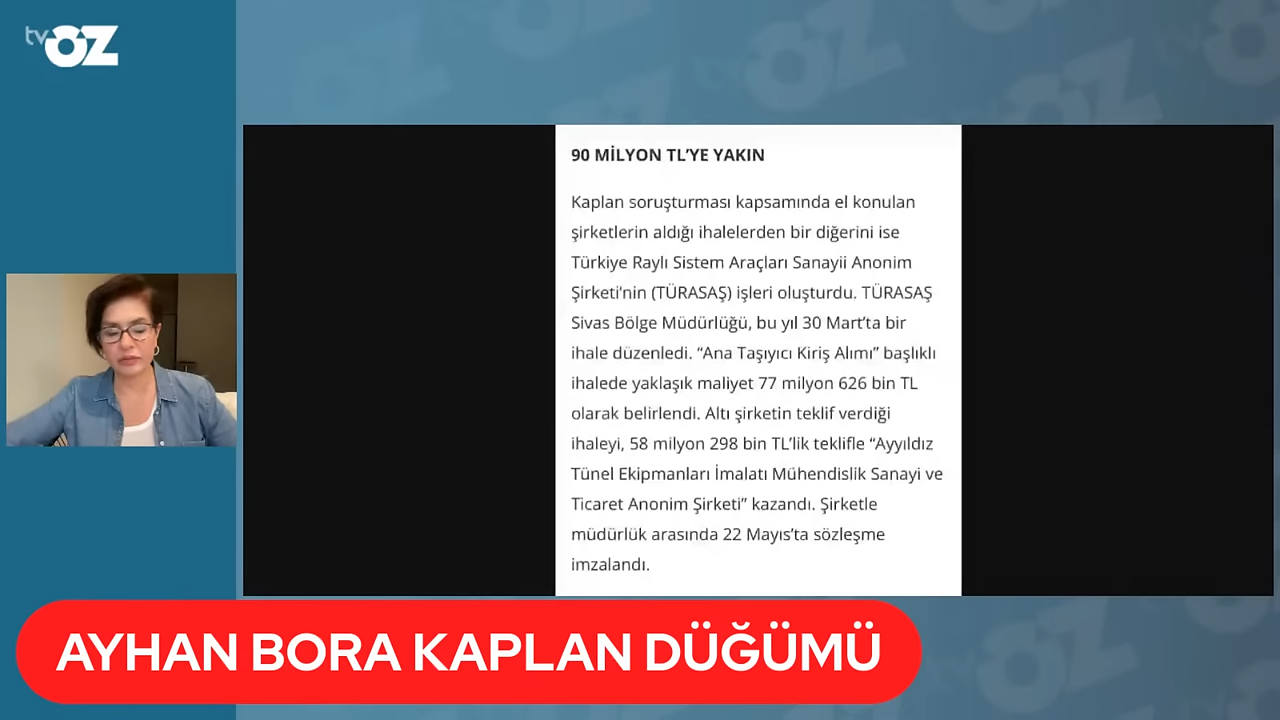 tv ÖZ
90 MİLYON TL’YE YAKIN
Kaplan soruşturması kapsamında el konulan
şirketlerin aldığı ihalelerden bir diğerini ise
Türkiye Raylı Sistem Araçları Sanayii Anonim
Şirketi’nin (TÜRASAŞ) işleri oluşturdu. TÜRASAŞ
Sivas Bölge Müdürlüğü, bu yıl 30 Mart’ta bir
ihale düzenledi. “Ana Taşıyıcı Kiriş Alımı” başlıklı
ihalede yaklaşık maliyet 77 milyon 626 bin TL
olarak belirlendi. Altı şirketin teklif verdiği
ihaleyi, 58 milyon 298 bin TL’lik teklifle “Ayyıldız
Tünel Ekipmanları İmalatı Mühendislik Sanayi ve
Ticaret Anonim Şirketi” kazandı. Şirketle
müdürlük arasında 22 Mayıs’ta sözleşme
imzalandı.
AYHAN BORA KAPLAN DÜĞÜMÜ